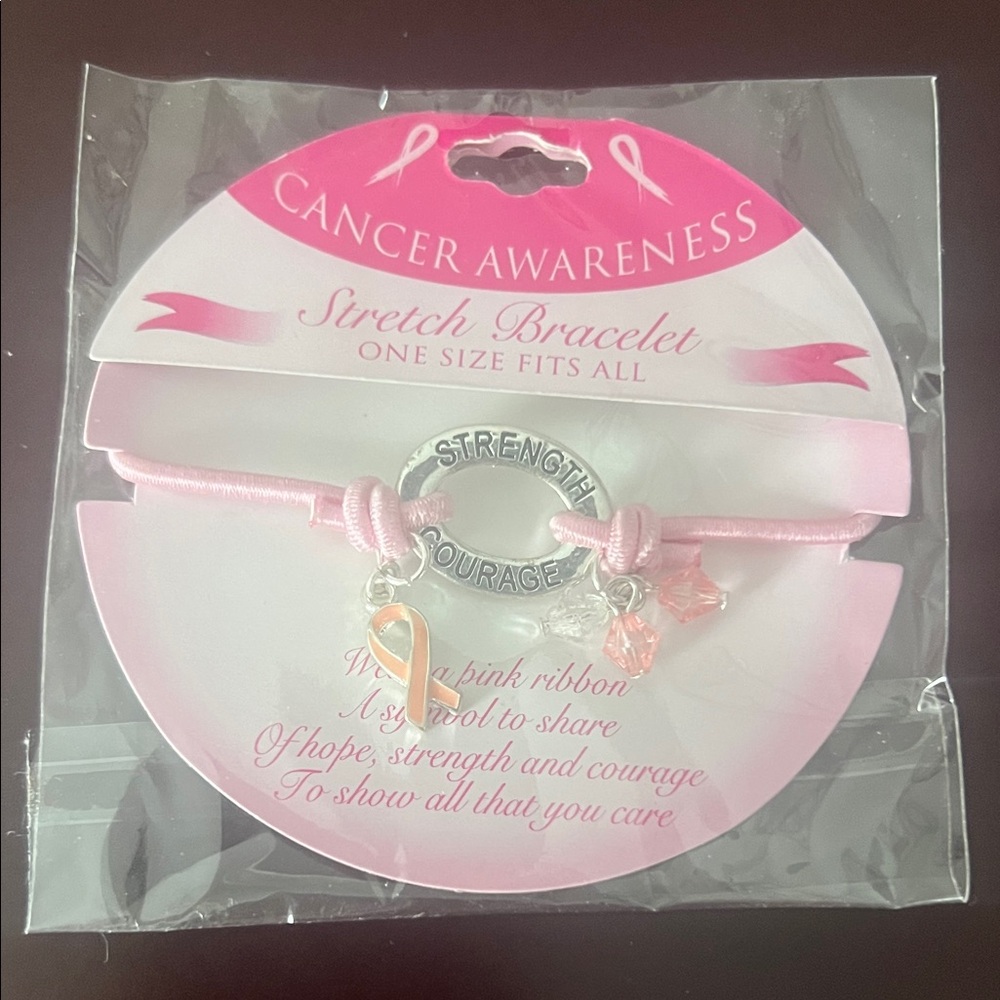 CANCER AWARENESS
Stretch Bracelet
ONE SIZE FITS ALL
STRENGTH
COURAGE
a pink ribbon
A symbol to share
Of hope, strength and courage
To show all that you care